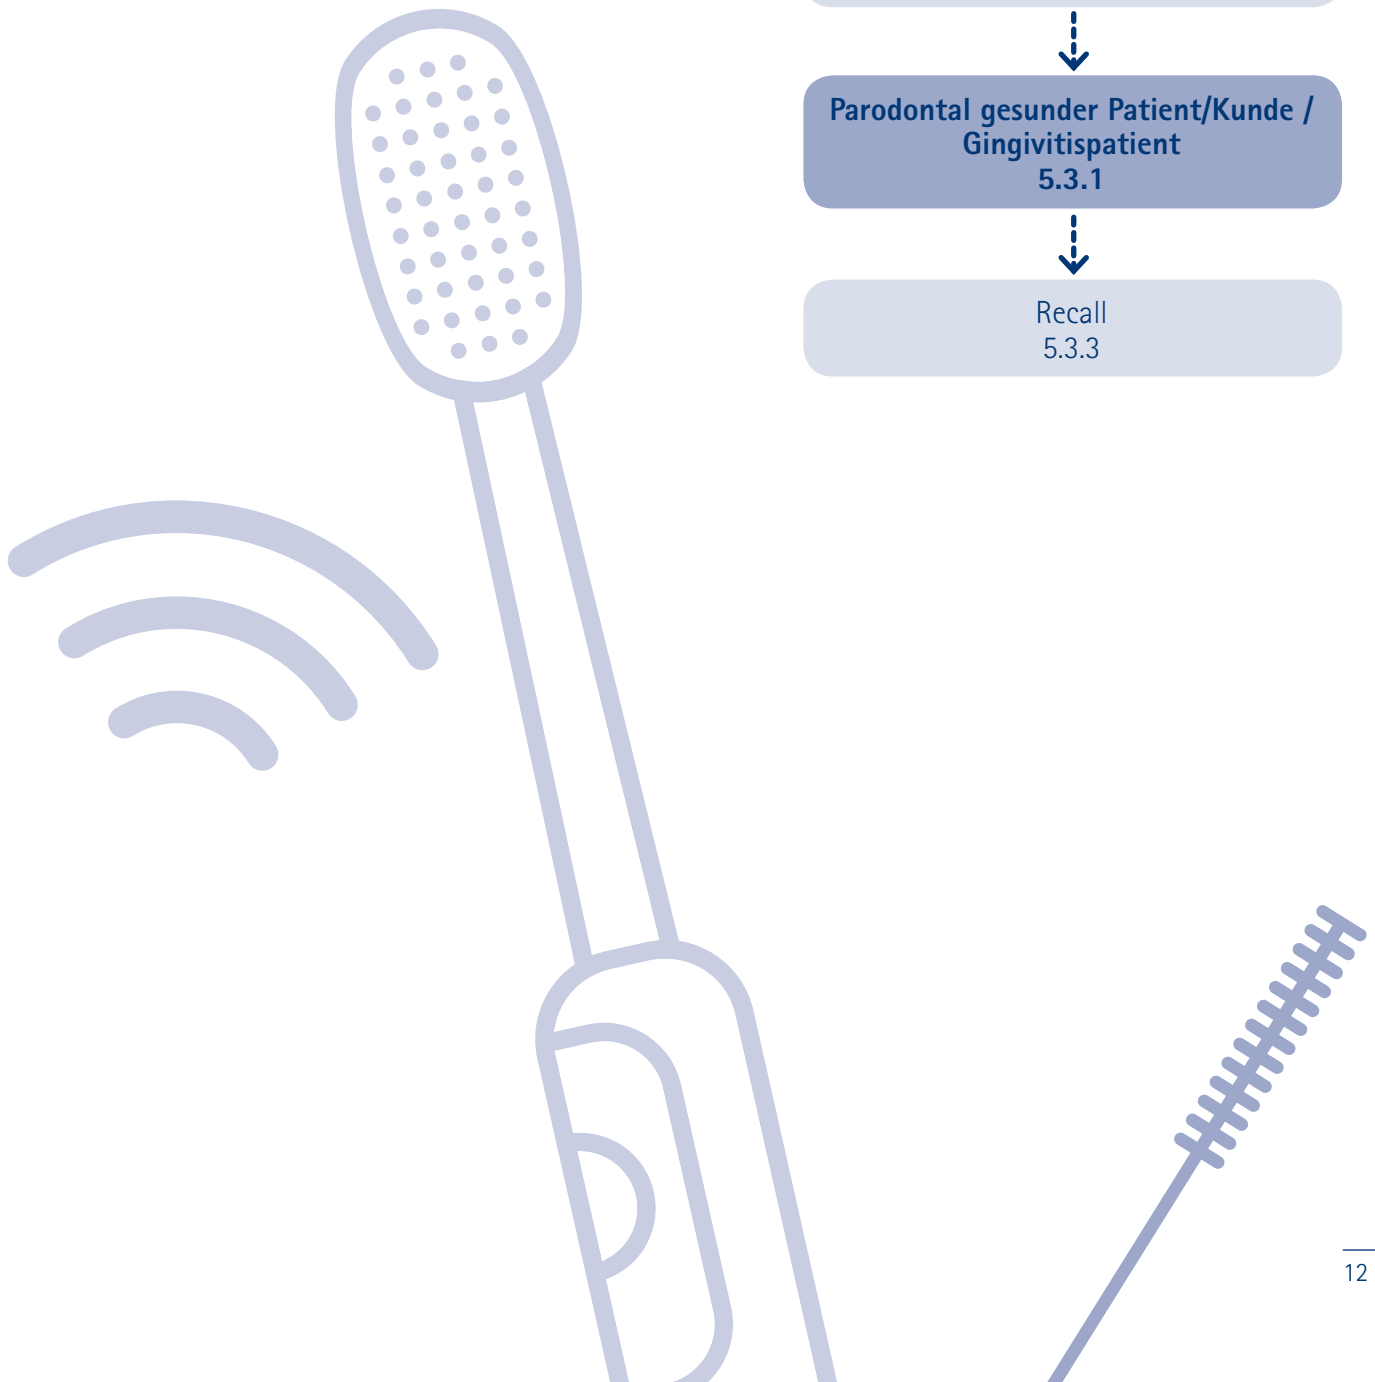 Parodontal gesunder Patient/Kunde /
Gingivitispatient
5.3.1
Recall
5.3.3
12